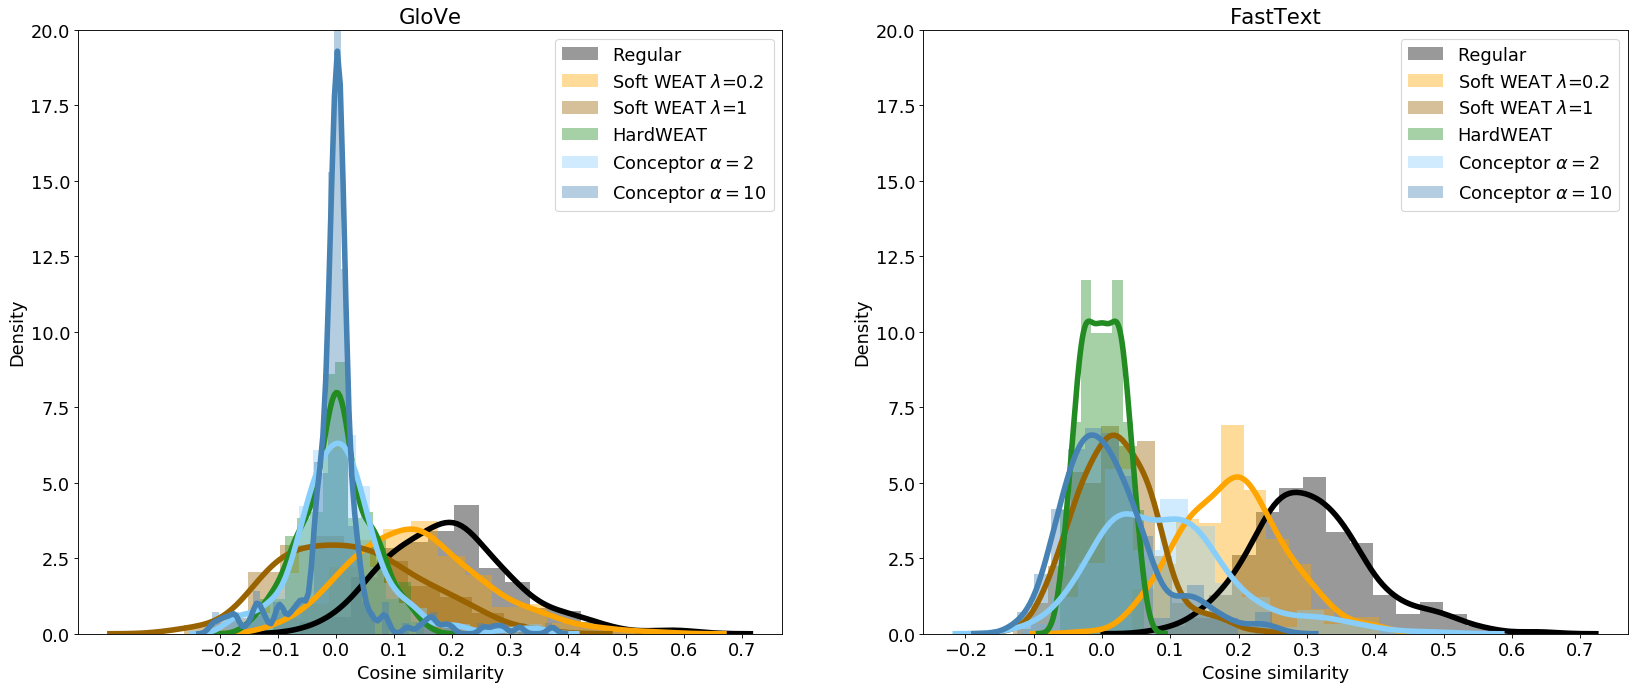 GloVe
20.0
17.5
15.0
12.5
10.0
7.5
5.0
2.5
0.0
Density
−0.2 −0.1 0.0 0.1 0.2 0.3 0.4 0.5 0.6 0.7
Cosine similarity
Regular
Soft WEAT λ=0.2
Soft WEAT λ=1
HardWEAT
Conceptor α = 2
Conceptor α = 10
FastText
20.0
17.5
15.0
12.5
10.0
7.5
5.0
2.5
0.0
Density
−0.2 −0.1 0.0 0.1 0.2 0.3 0.4 0.5 0.6 0.7
Cosine similarity
Regular
Soft WEAT λ=0.2
Soft WEAT λ=1
HardWEAT
Conceptor α = 2
Conceptor α = 10